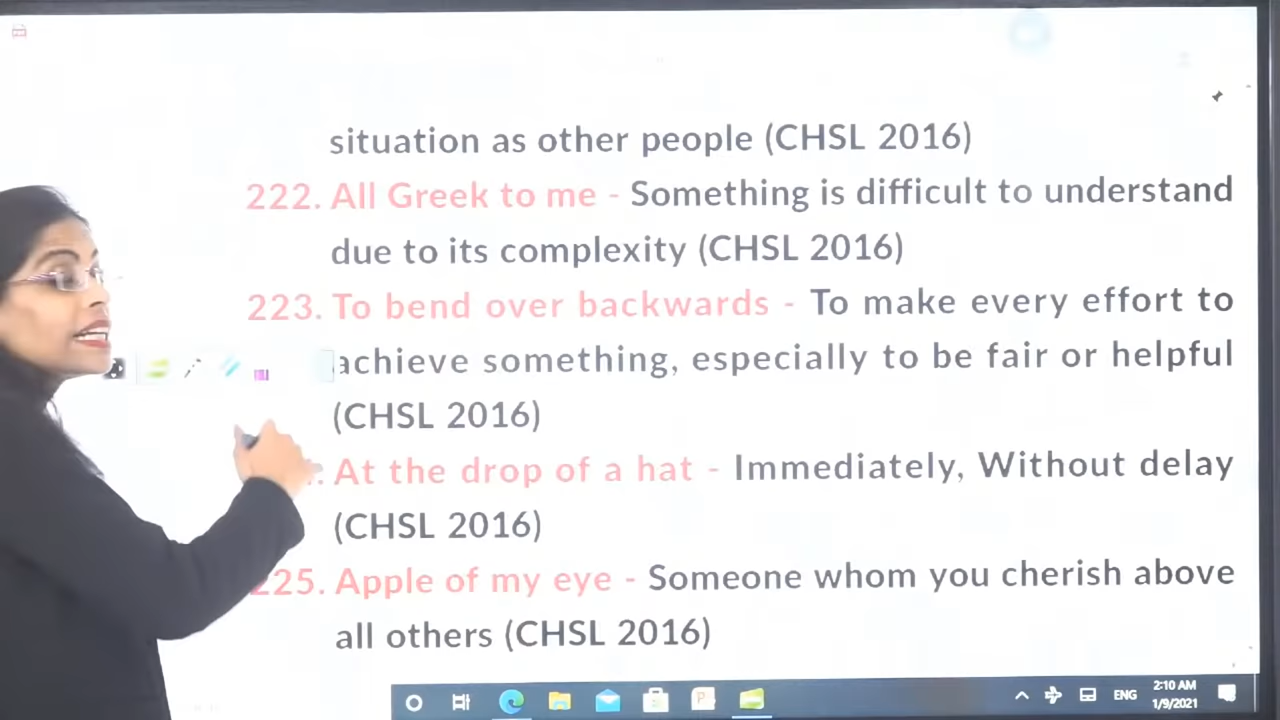 situation as other people (CHSL 2016)
222. All Greek to me - Something is difficult to understand
due to its complexity (CHSL 2016)
223. To bend over backwards - To make every effort to
achieve something, especially to be fair or helpful
(CHSL 2016)
At the drop of a hat - Immediately, Without delay
(CHSL 2016)
225. Apple of my eye - Someone whom you cherish above
all others (CHSL 2016)
ENG
2:10 AM
1/9/2021